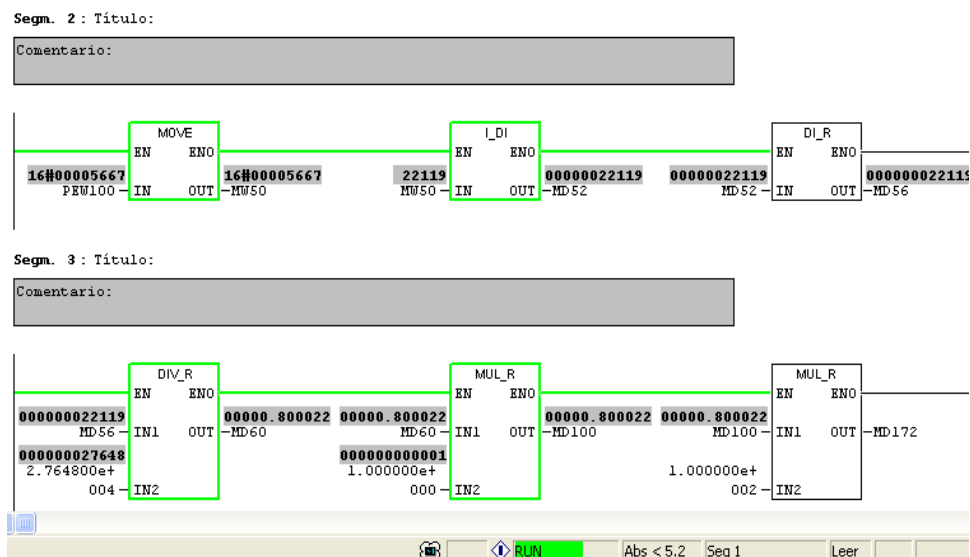 Segm. 2 : Título:
Comentario:
MOVE I_DI DI_R
EN ENO EN ENO EN ENO
16#00005667 16#00005667 22119 00000022119 00000022119 000000022119
PEW100 IN OUT MW50 MW50 IN OUT MD52 MD52 IN OUT MD56
Segm. 3 : Título:
Comentario:
DIV_R MUL_R MUL_R
EN ENO EN ENO EN ENO
000000022119 00000.800022 00000.800022 00000.800022 00000.800022
MD56 IN1 OUT MD60 MD60 IN1 OUT MD100 MD100 IN1 OUT MD172
000000027648 000000000001
2.764800e+ 1.000000e+ 1.000000e+
004 IN2 000 IN2 002 IN2
RUN Abs < 5.2 Seg 1 Leer